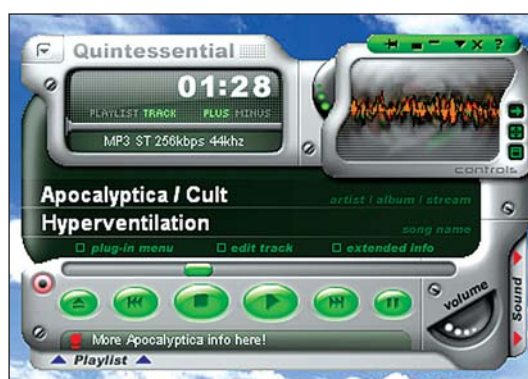 Quintessential
01:28
PLAYLIST TRACK PLUS MINUS
MP3 ST 256kbps 44khz
controls
Apocalyptica / Cult
artist / album / stream
Hyperventilation
song name
plug-in menu edit track extended info
volume
Sound
More Apocalyptica info here!
Playlist